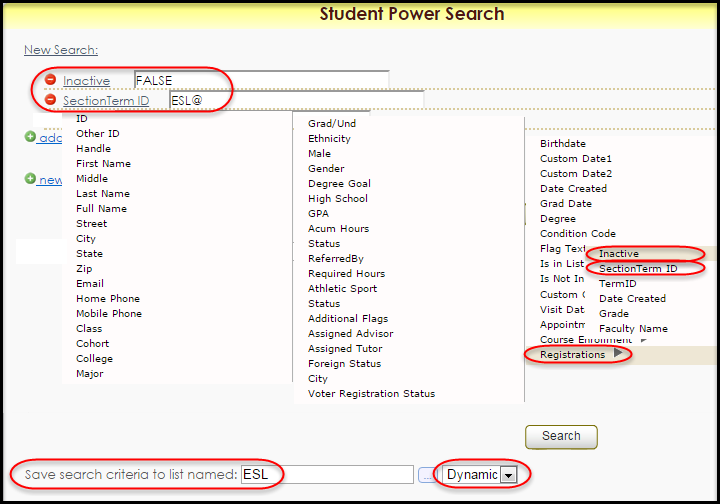 Student Power Search
New Search:
Inactive FALSE
SectionTerm ID ESL@
add
new
ID
Other ID
Handle
First Name
Middle
Last Name
Full Name
Street
City
State
Zip
Email
Home Phone
Mobile Phone
Class
Cohort
College
Major
Grad/Und
Ethnicity
Male
Gender
Degree Goal
High School
GPA
Acum Hours
Status
ReferredBy
Required Hours
Athletic Sport
Status
Additional Flags
Assigned Advisor
Assigned Tutor
Foreign Status
City
Voter Registration Status
Birthdate
Custom Date1
Custom Date2
Date Created
Grad Date
Degree
Condition Code
Flag Text
Is in List
Is Not In
Custom
Visit Dat
Appointm
Course Enrollment
Registrations
Inactive
SectionTerm ID
TermID
Date Created
Grade
Faculty Name
Search
Save search criteria to list named: ESL ... Dynamic